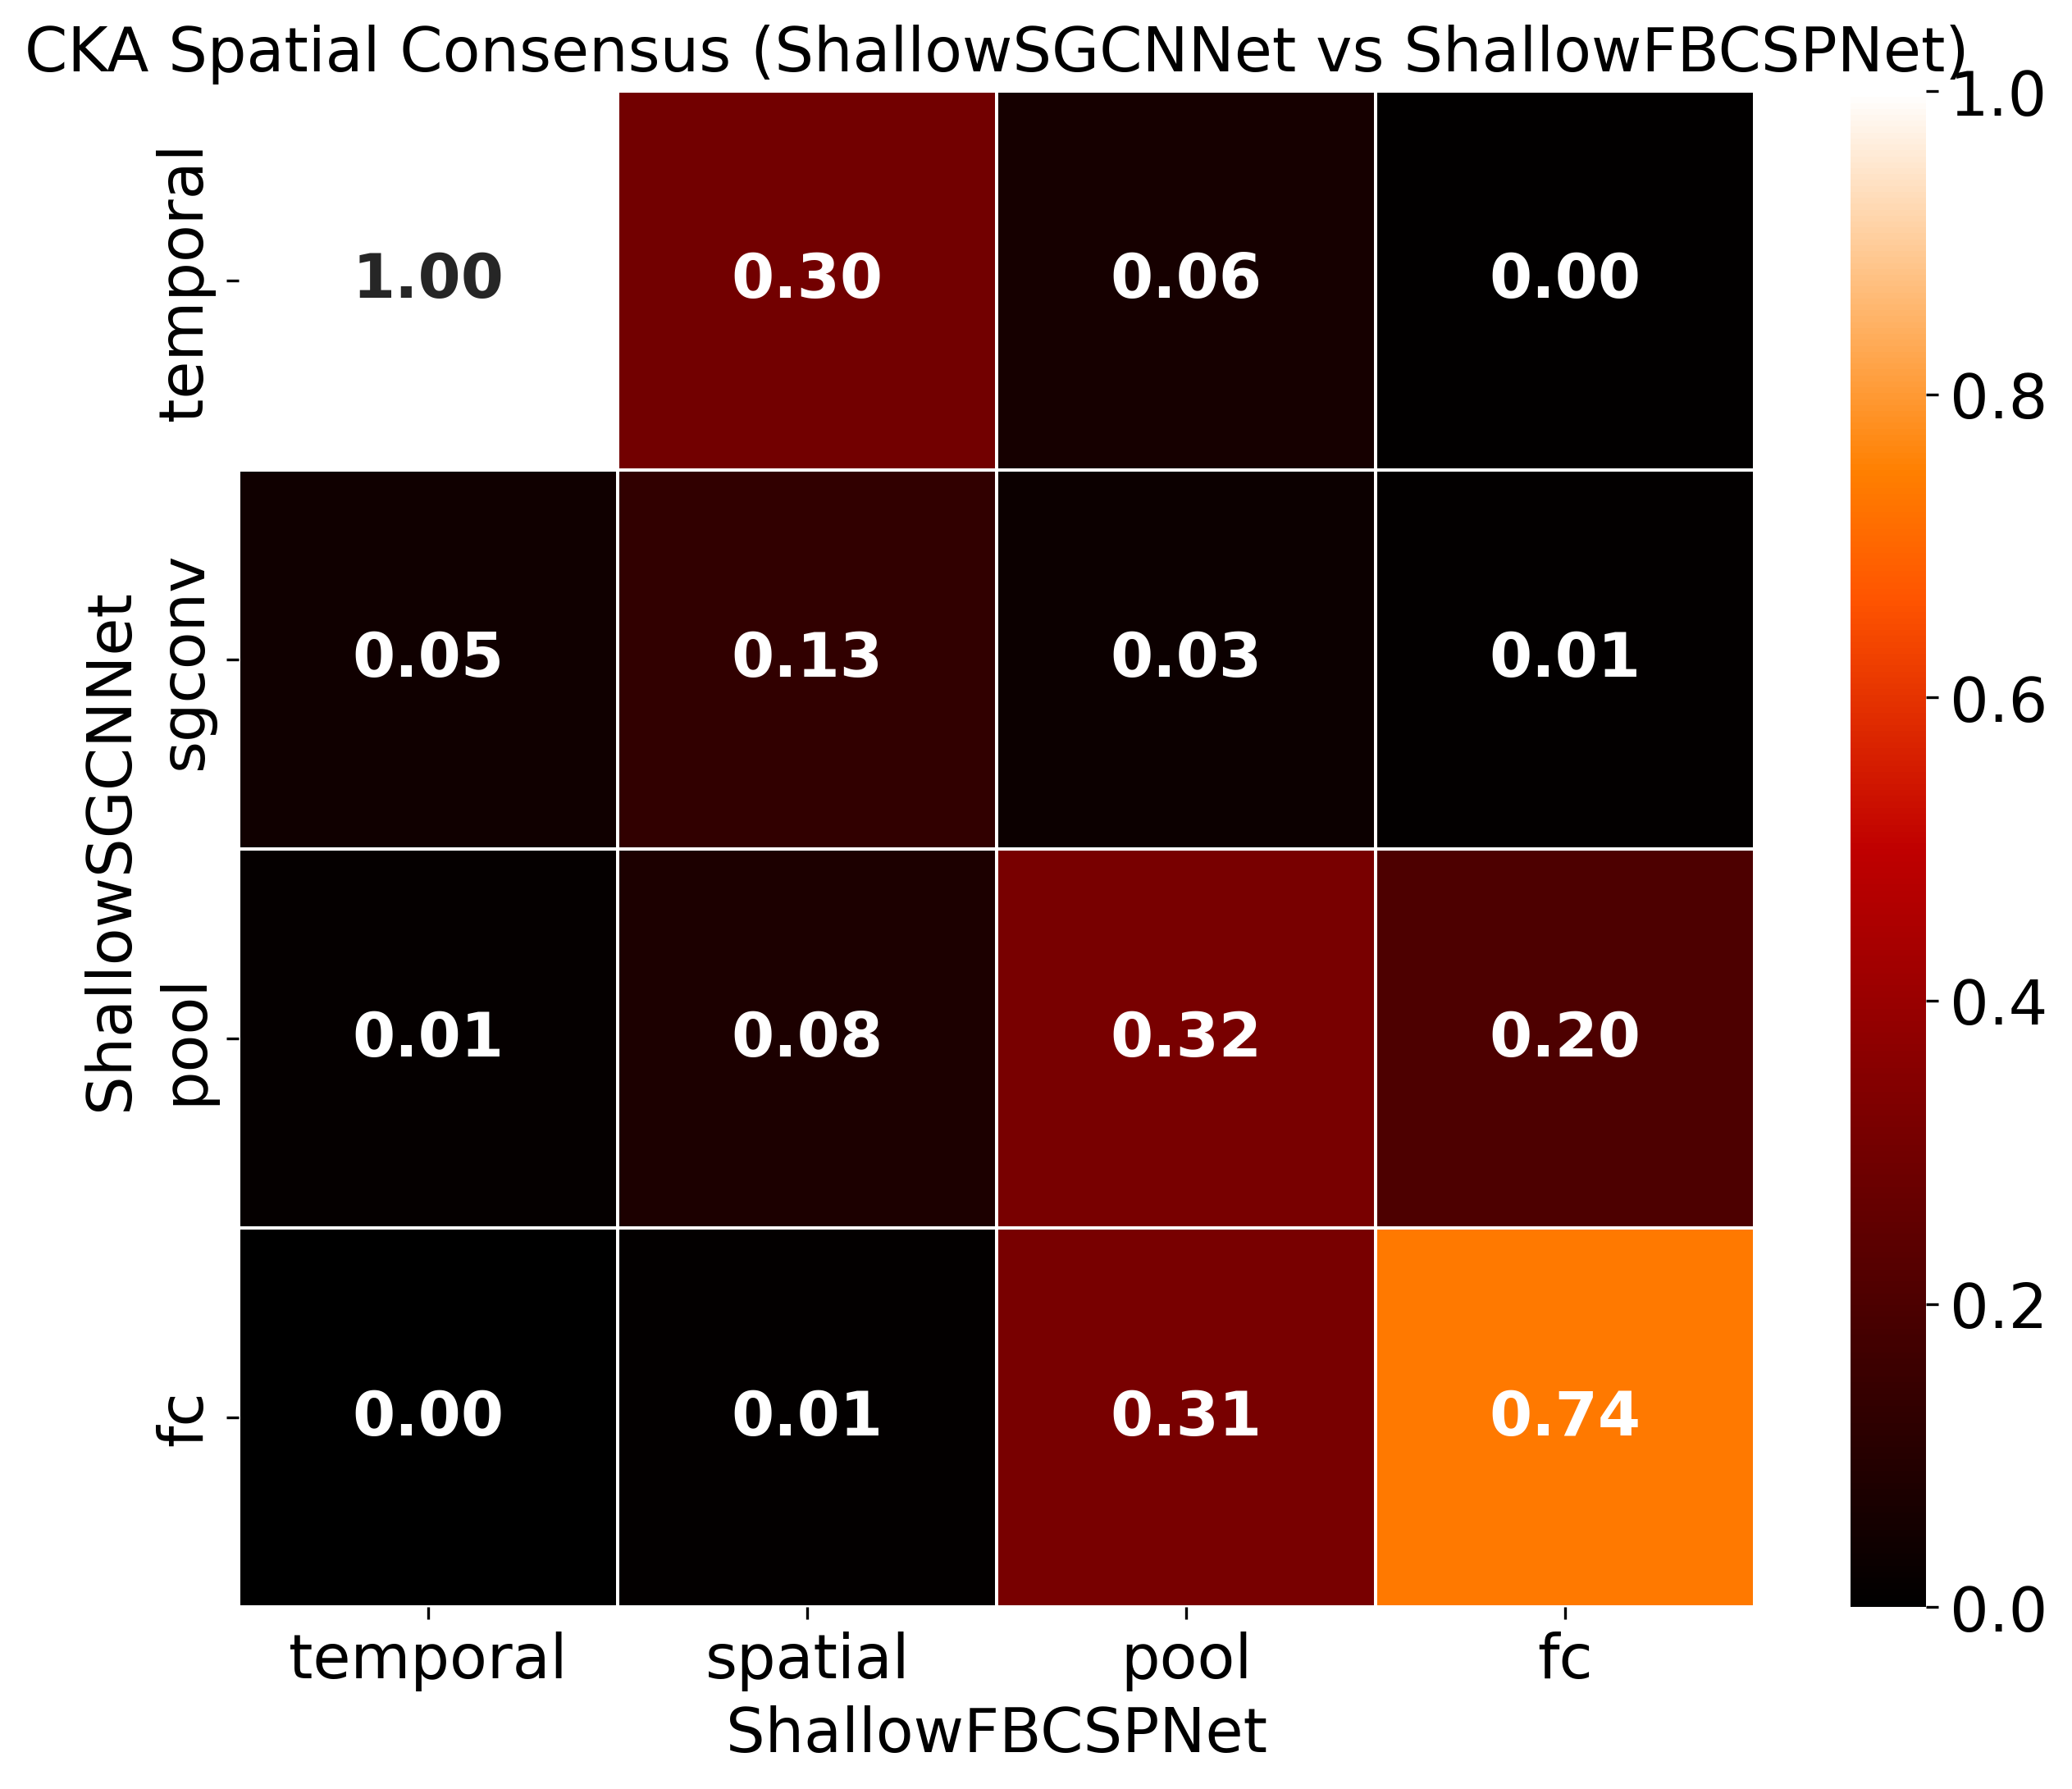 CKA Spatial Consensus (ShallowSGCNNet vs ShallowFBCSPNet)
ShallowSGCNNet
temporal
1.00 0.30 0.06 0.00
sgconv
0.05 0.13 0.03 0.01
pool
0.01 0.08 0.32 0.20
fc
0.00 0.01 0.31 0.74
temporal spatial pool fc
ShallowFBCSPNet
1.0
0.8
0.6
0.4
0.2
0.0